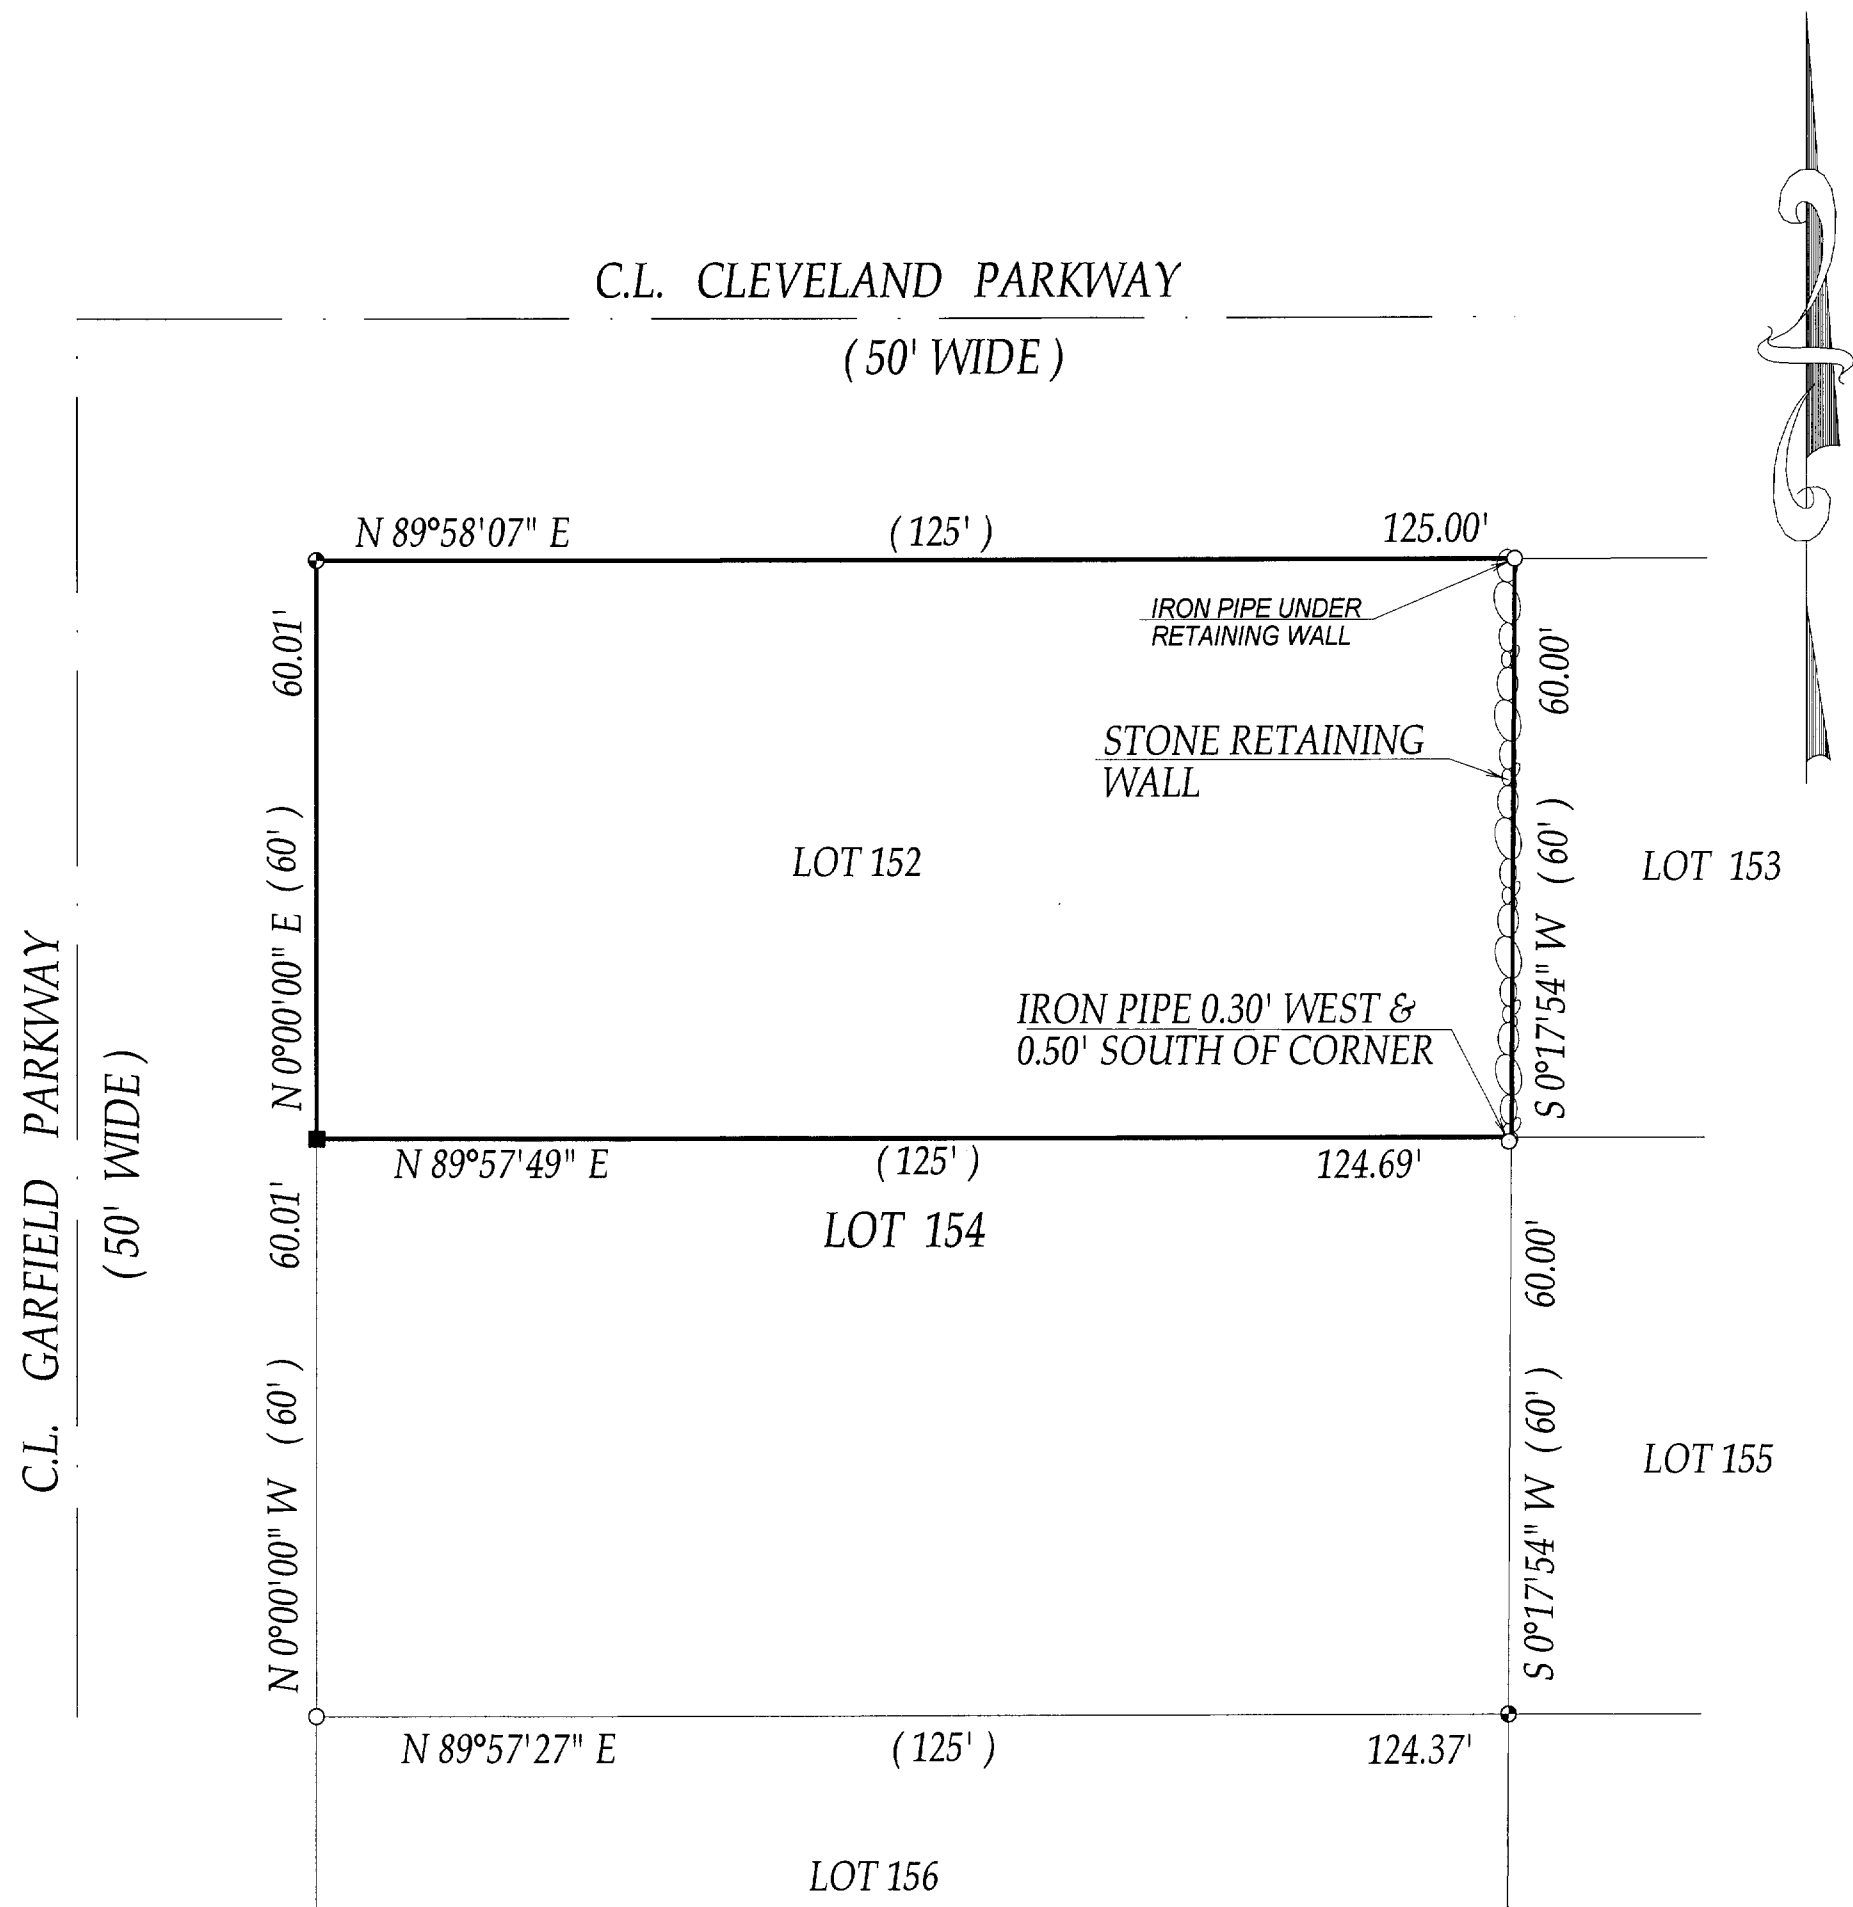 C.L. CLEVELAND PARKWAY
( 50' WIDE )
N 89°58'07" E
( 125' )
125.00'
IRON PIPE UNDER
RETAINING WALL
60.01'
60.00'
STONE RETAINING
WALL
N 0°00'00" E ( 60' )
LOT 152
S 0°17'54" W ( 60' )
LOT 153
IRON PIPE 0.30' WEST &
0.50' SOUTH OF CORNER
C.L. GARFIELD PARKWAY
( 50' WIDE )
N 89°57'49" E
( 125' )
124.69'
LOT 154
60.01'
60.00'
N 0°00'00" W ( 60' )
S 0°17'54" W ( 60' )
LOT 155
N 89°57'27" E
( 125' )
124.37'
LOT 156